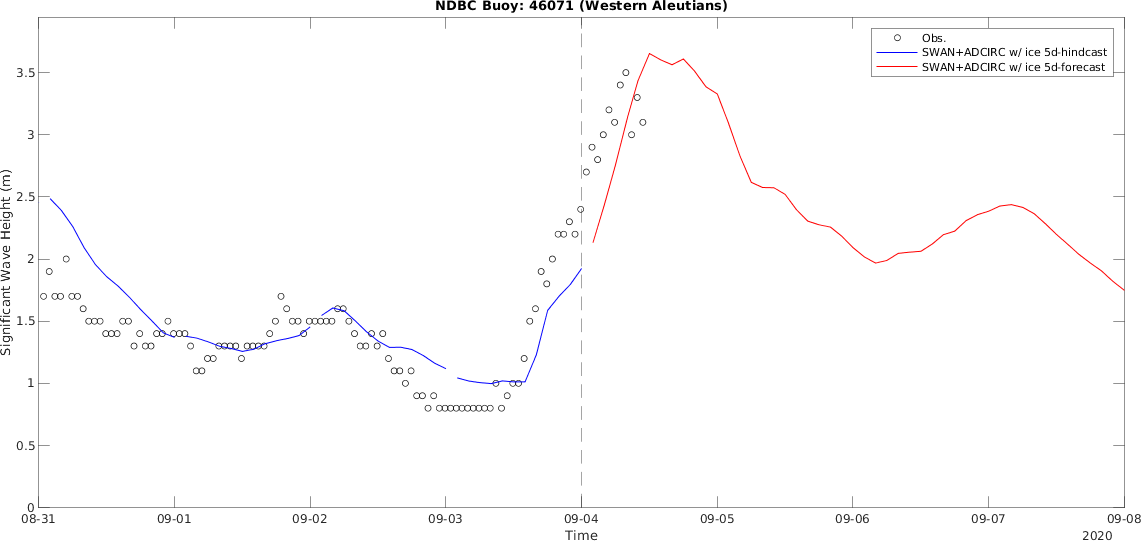 NDBC Buoy: 46071 (Western Aleutians)
Obs.
SWAN+ADCIRC w/ ice 5d-hindcast
SWAN+ADCIRC w/ ice 5d-forecast
Significant Wave Height (m)
3.5
3
2.5
2
1.5
1
0.5
0
08-31 09-01 09-02 09-03 09-04 09-05 09-06 09-07 09-08
Time
2020